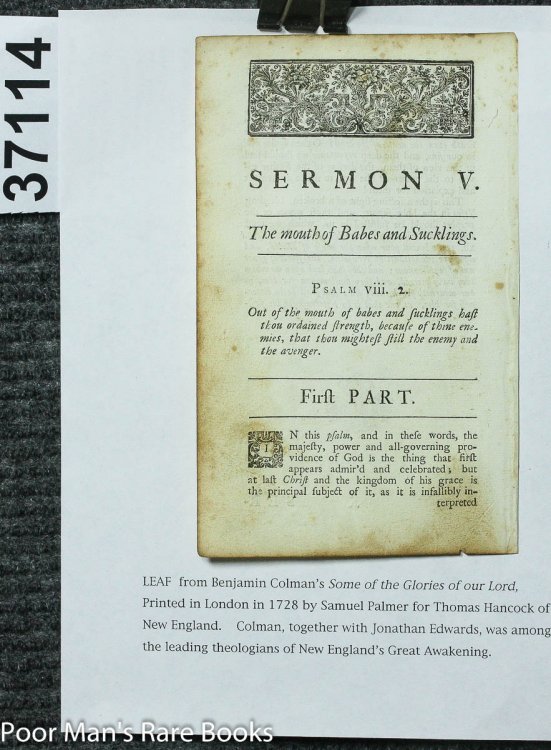 37114
SERMON V.
The mouth of Babes and Sucklings.
PSALM viii. 2.
Out of the mouth of babes and ſucklings haſt
thou ordained ſtrength, becauſe of thine ene-
mies, that thou mighteſt ſtill the enemy and
the avenger.
Firſt PART.
IN this pſalm, and in theſe words, the
majeſty, power and all-governing pro-
vidence of God is the thing that firſt
appears admir'd and celebrated; but
at laſt Chriſt and the kingdom of his grace is
the principal ſubject of it, as it is infallibly in-
terpreted
LEAF from Benjamin Colman's Some of the Glories of our Lord,
Printed in London in 1728 by Samuel Palmer for Thomas Hancock of
New England. Colman, together with Jonathan Edwards, was among
the leading theologians of New England's Great Awakening.
Poor Man's Rare Books